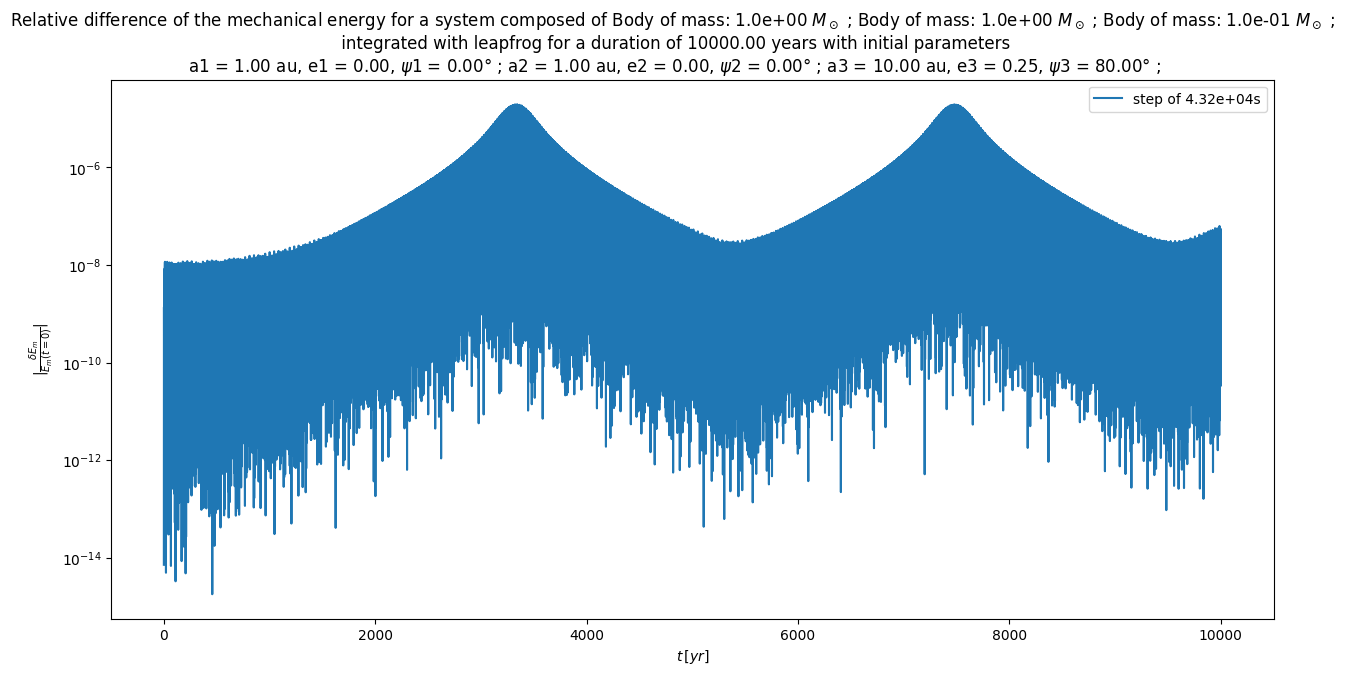 Relative difference of the mechanical energy for a system composed of Body of mass: 1.0e+00 M⊙ ; Body of mass: 1.0e+00 M⊙ ; Body of mass: 1.0e-01 M⊙ ;
integrated with leapfrog for a duration of 10000.00 years with initial parameters
a1 = 1.00 au, e1 = 0.00, ψ1 = 0.00° ; a2 = 1.00 au, e2 = 0.00, ψ2 = 0.00° ; a3 = 10.00 au, e3 = 0.25, ψ3 = 80.00° ;
step of 4.32e+04s
10⁻⁶
10⁻⁸
10⁻¹⁰
10⁻¹²
10⁻¹⁴
|δEₘ/Eₘ(t = 0)|
0 2000 4000 6000 8000 10000
t [yr]